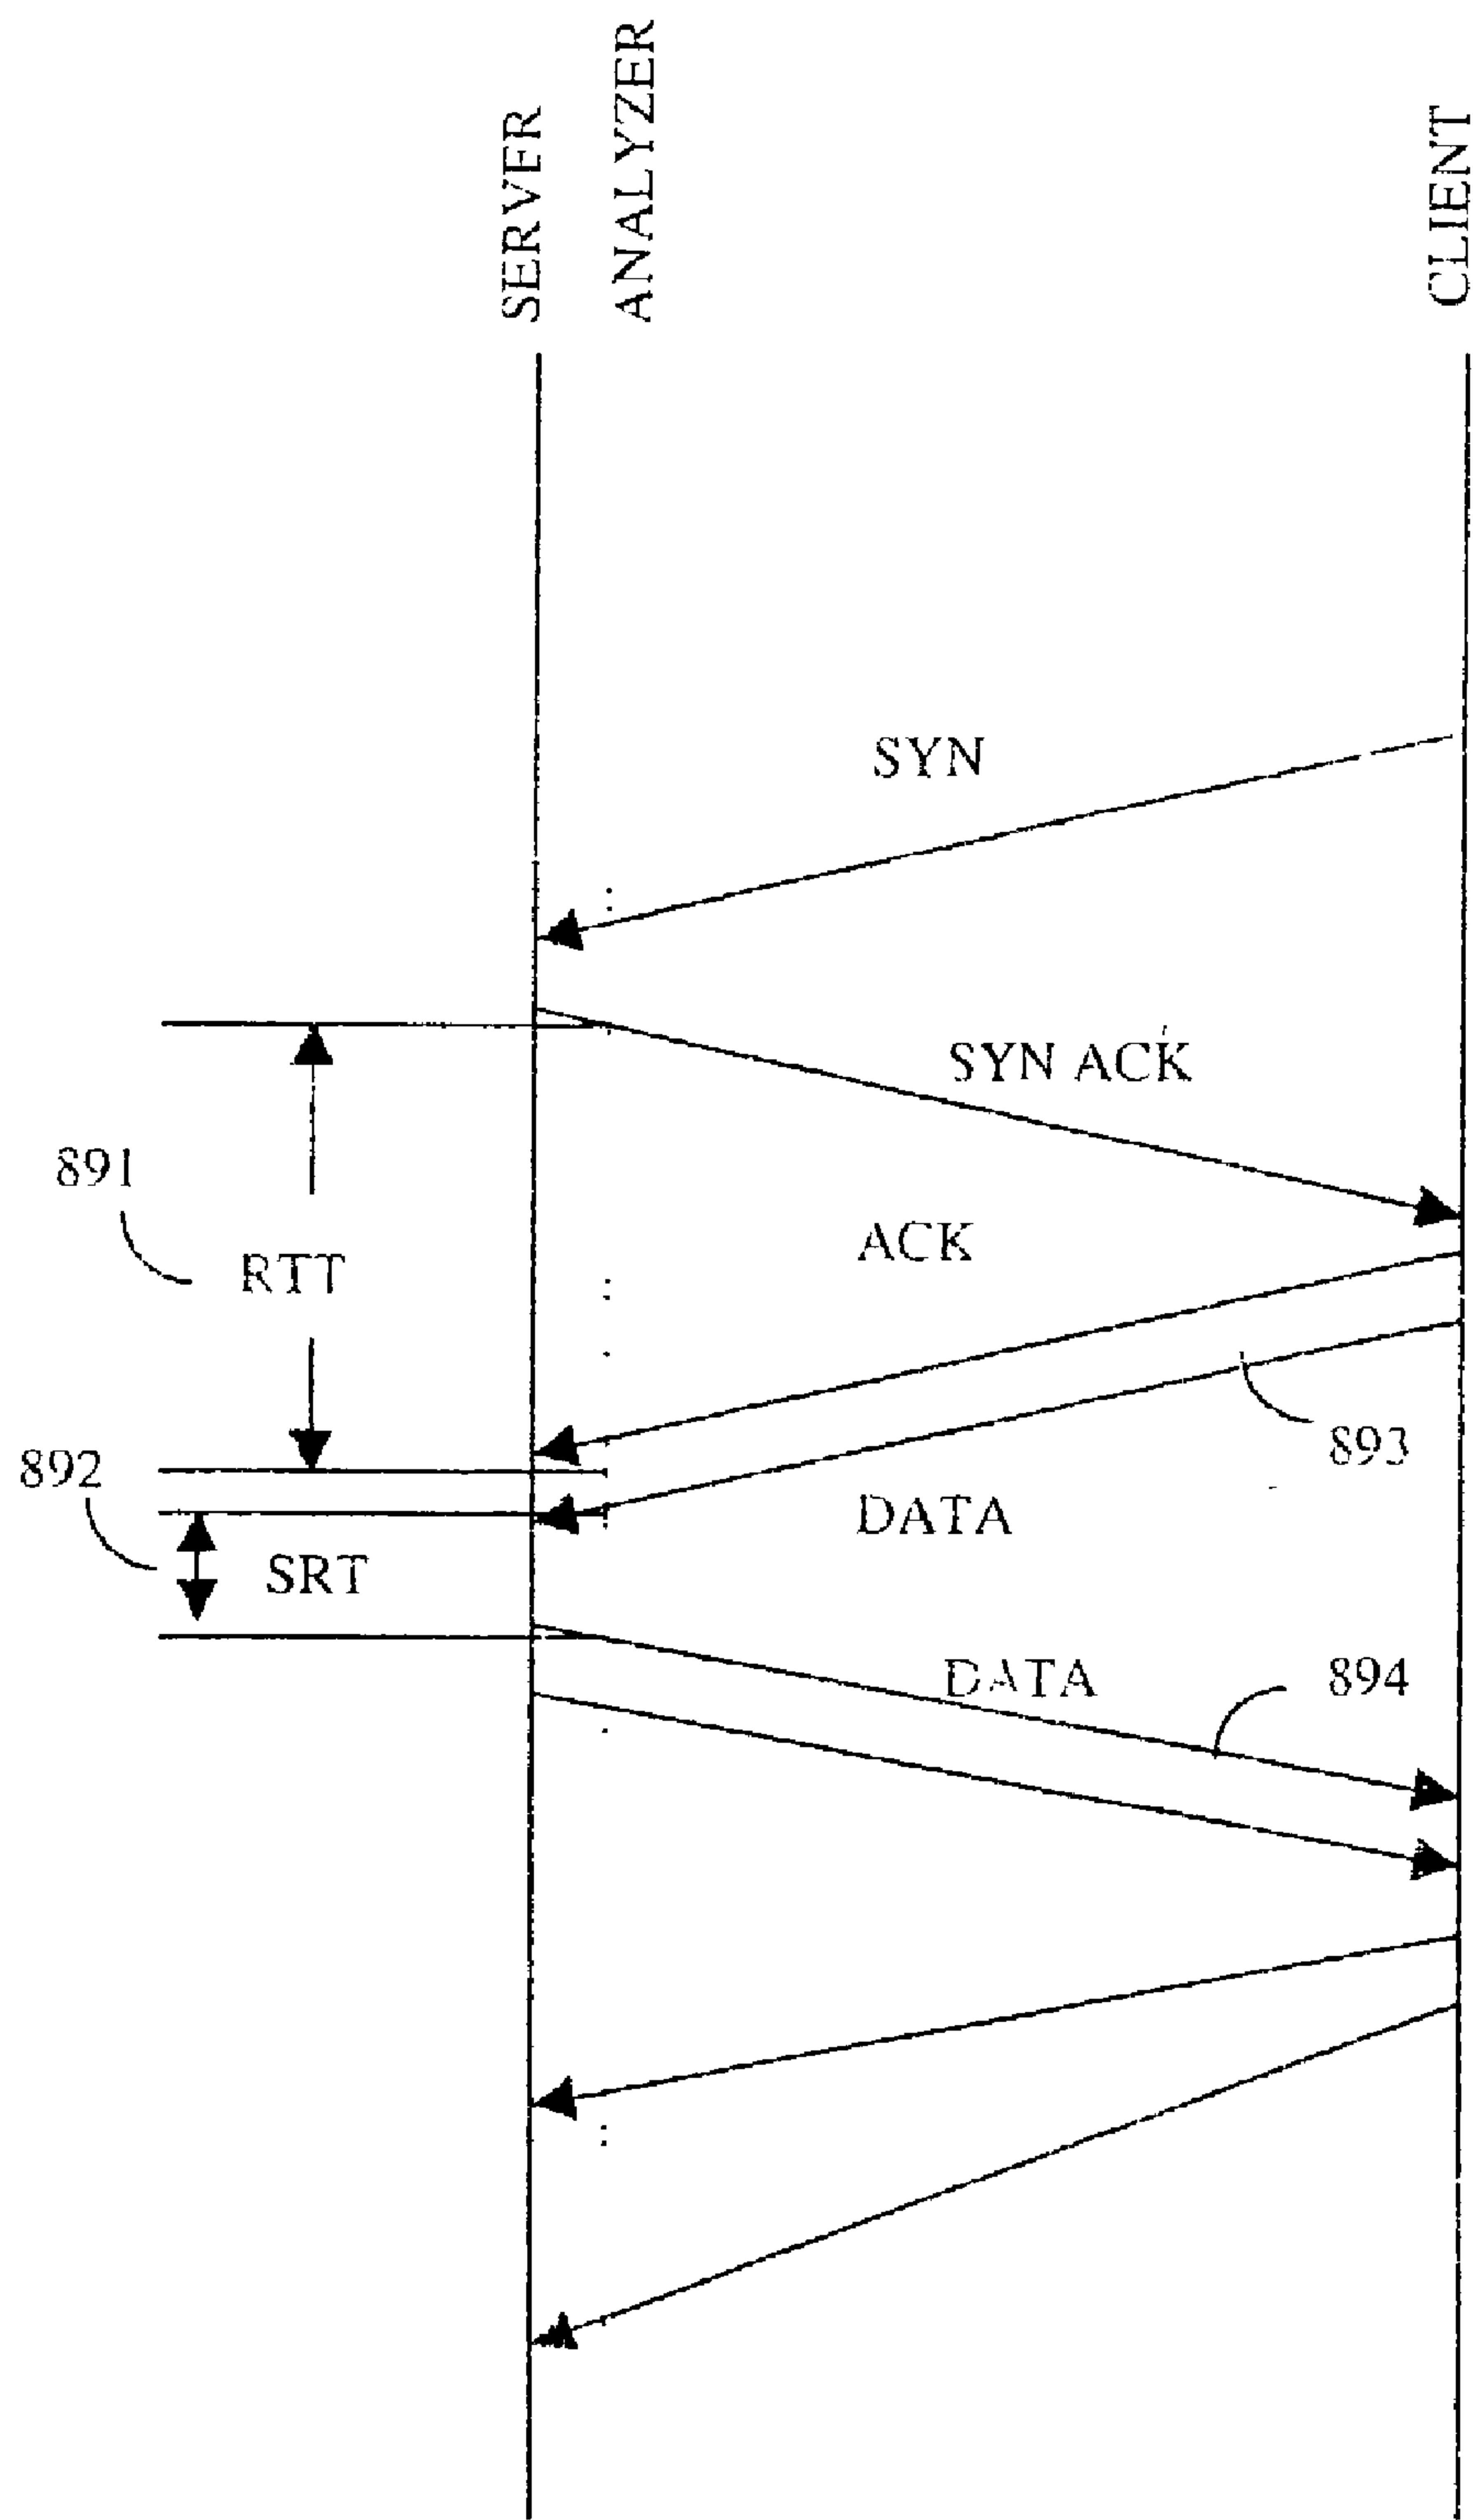 SERVER
ANALYZER
CLIENT
SYN
SYN ACK
891
ACK
RTT
893
892
DATA
SRT
DATA
894